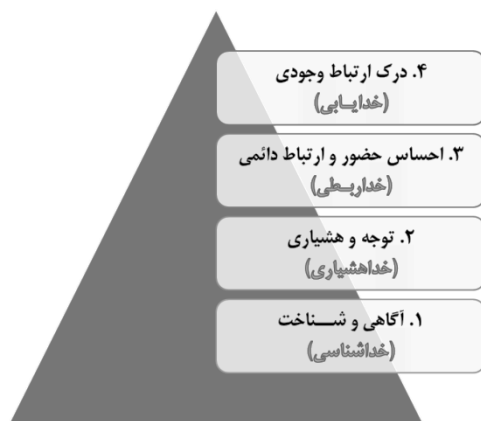 ۴. درک ارتباط وجودی
(خدایـابی)
۳. احساس حضور و ارتباط دائمی
(خداربـطی)
۲. توجه و هشیاری
(خداهشیاری)
۱. آگاهی و شـــناخت
(خداشناسی)